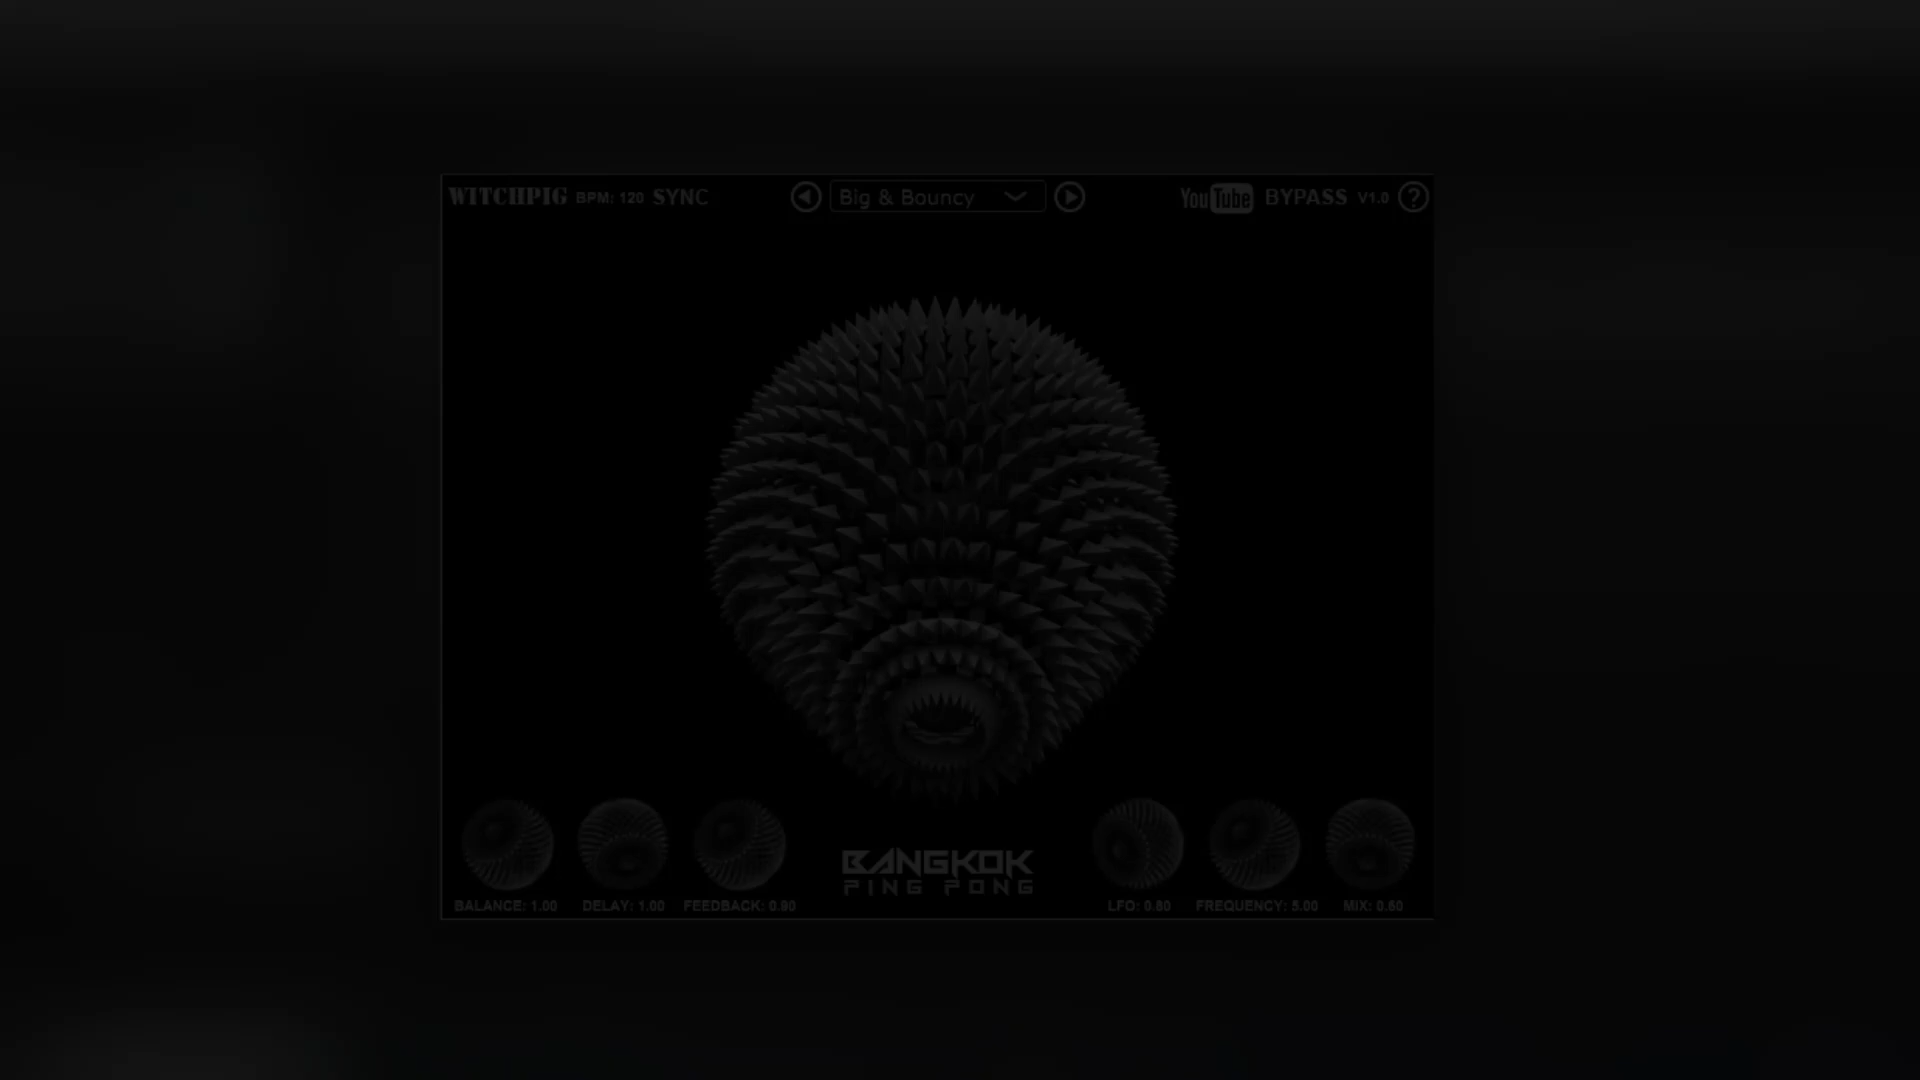 WITCHPIG BPM: 120 SYNC Big & Bouncy YouTube BYPASS V1.0 ?
BANGKOK
PING PONG
BALANCE: 1.00 DELAY: 1.00 FEEDBACK: 0.90 LFO: 0.80 FREQUENCY: 5.00 MIX: 0.60